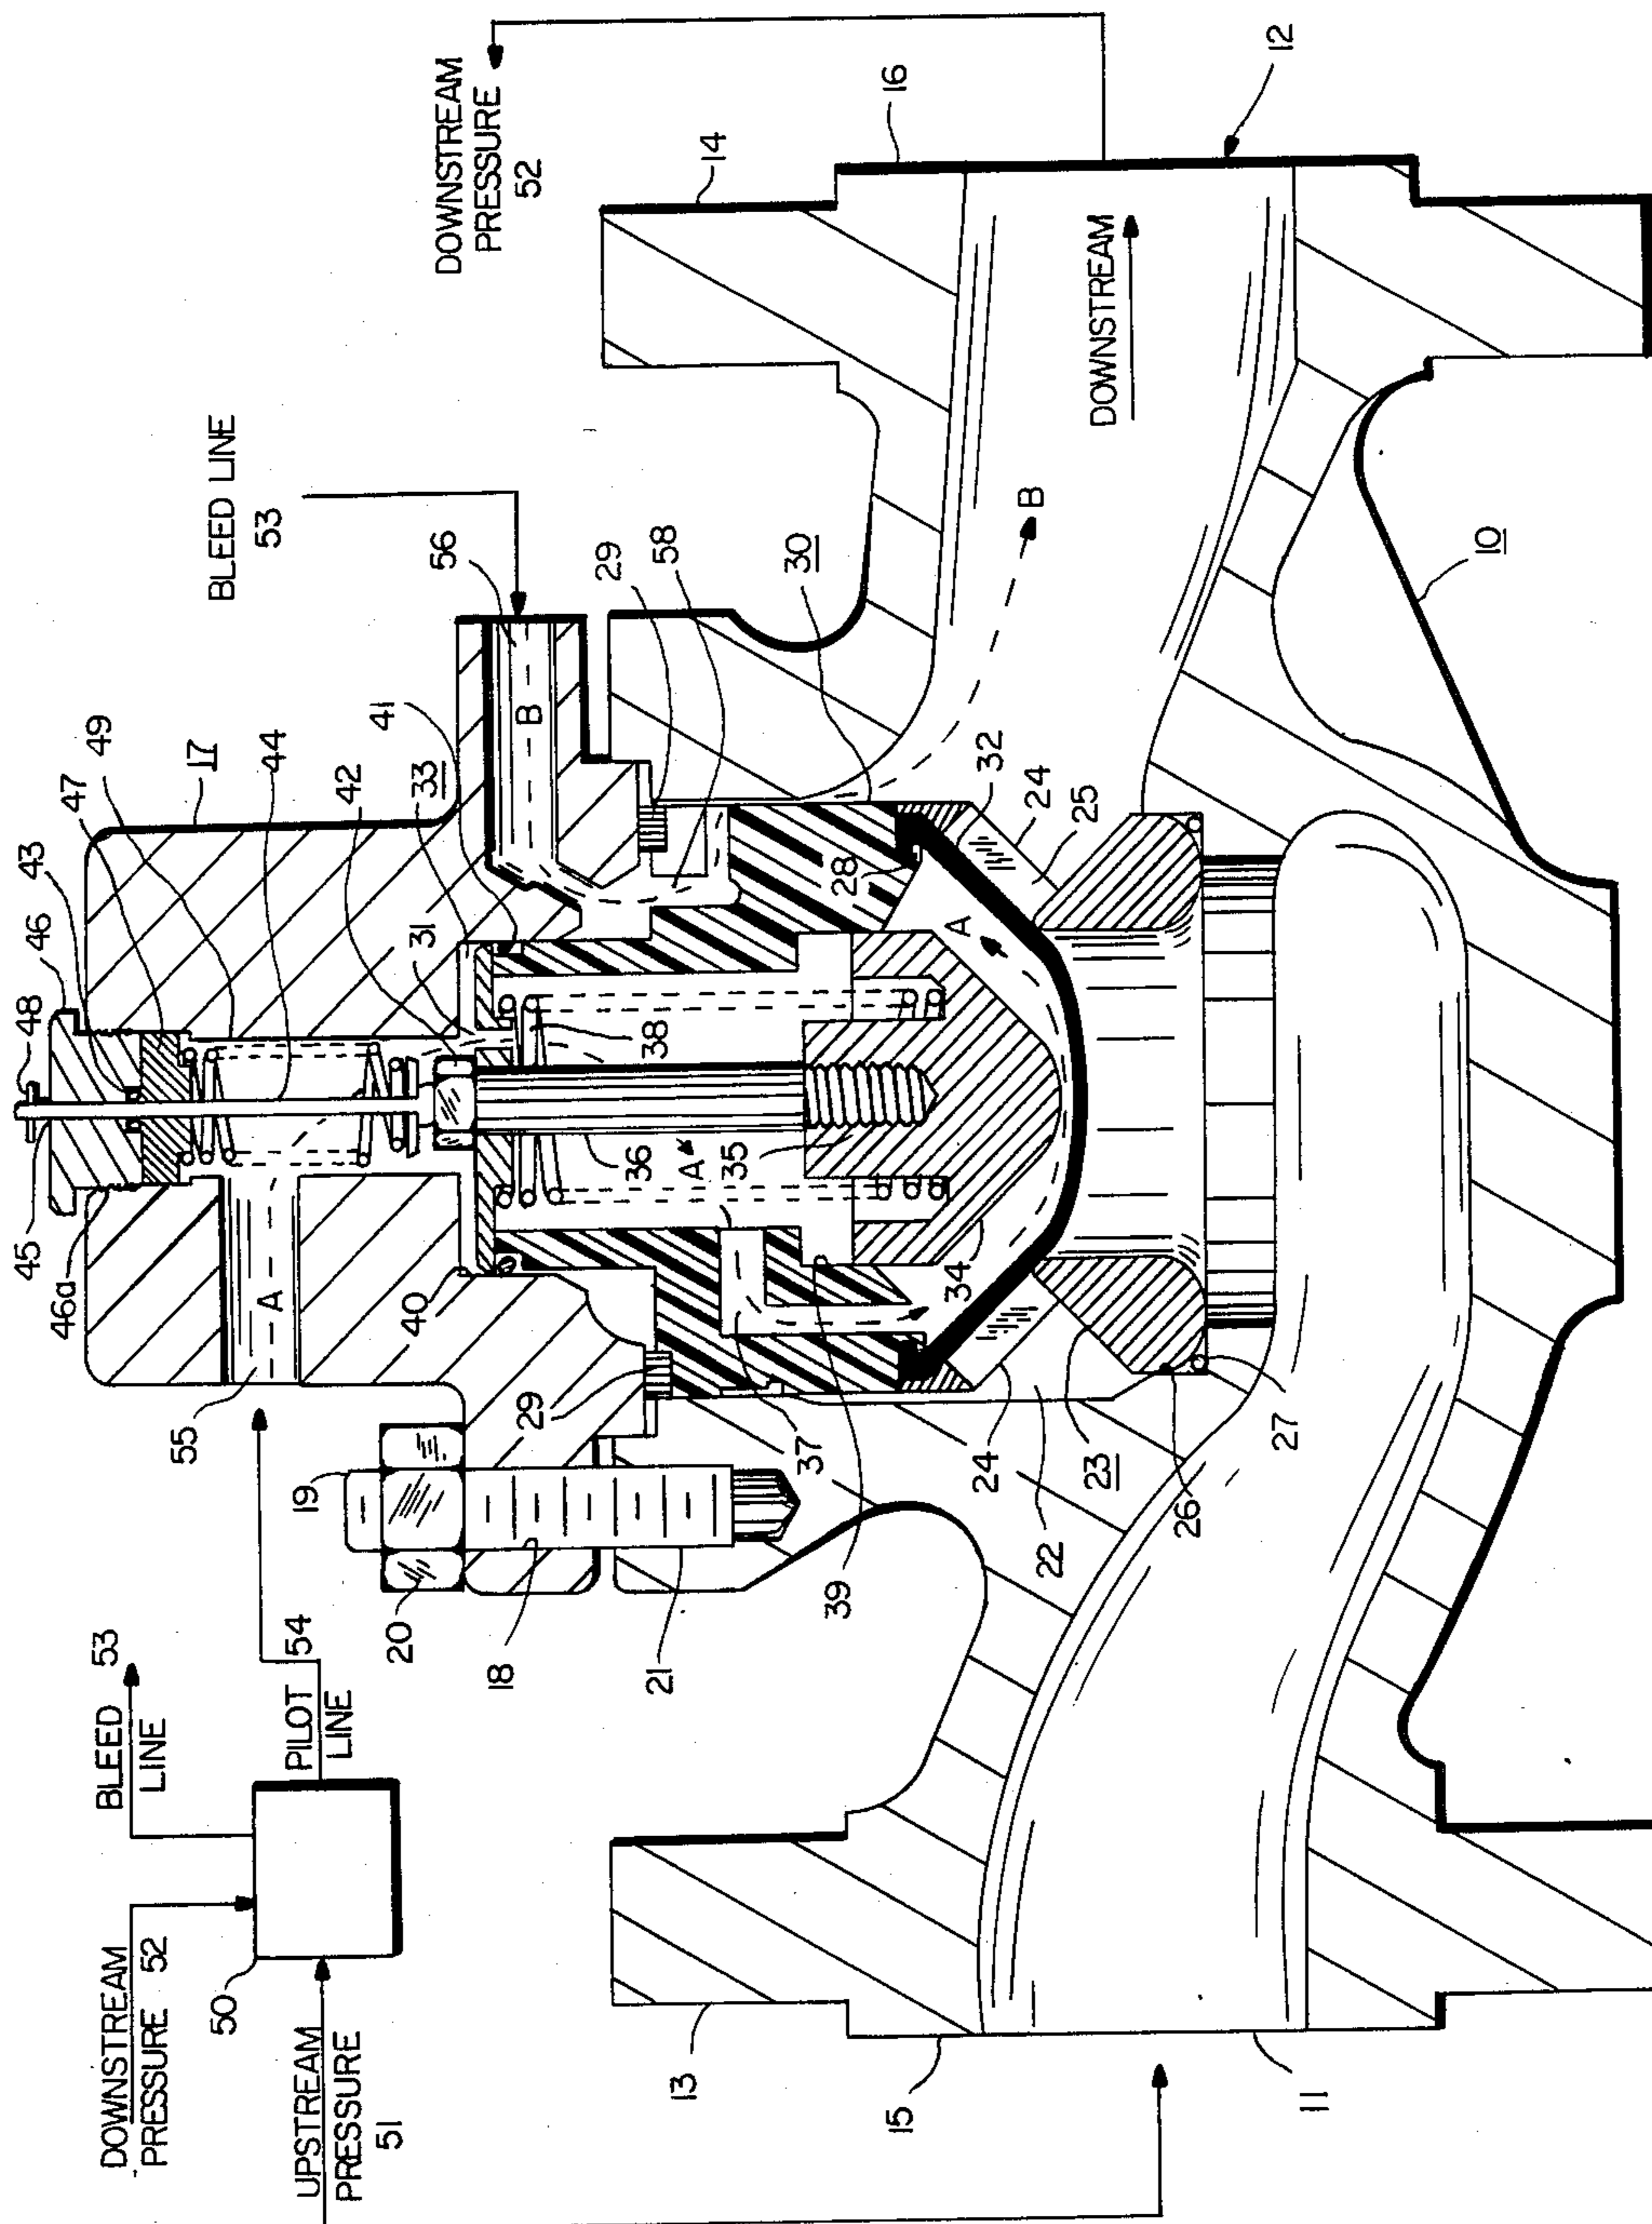 DOWNSTREAM
PRESSURE 52
BLEED
LINE
53
50
UPSTREAM
PRESSURE
51
PILOT
LINE
54
BLEED LINE
53
DOWNSTREAM
PRESSURE
52
45
48
46
43
47
49
17
44
42
33
41
46a
55
A
31
40
56
B
29
58
30
19
20
18
21
29
38
36
A
35
28
32
24
25
A
34
37
39
24
22
23
26
27
14
16
12
DOWNSTREAM
B
10
13
15
11